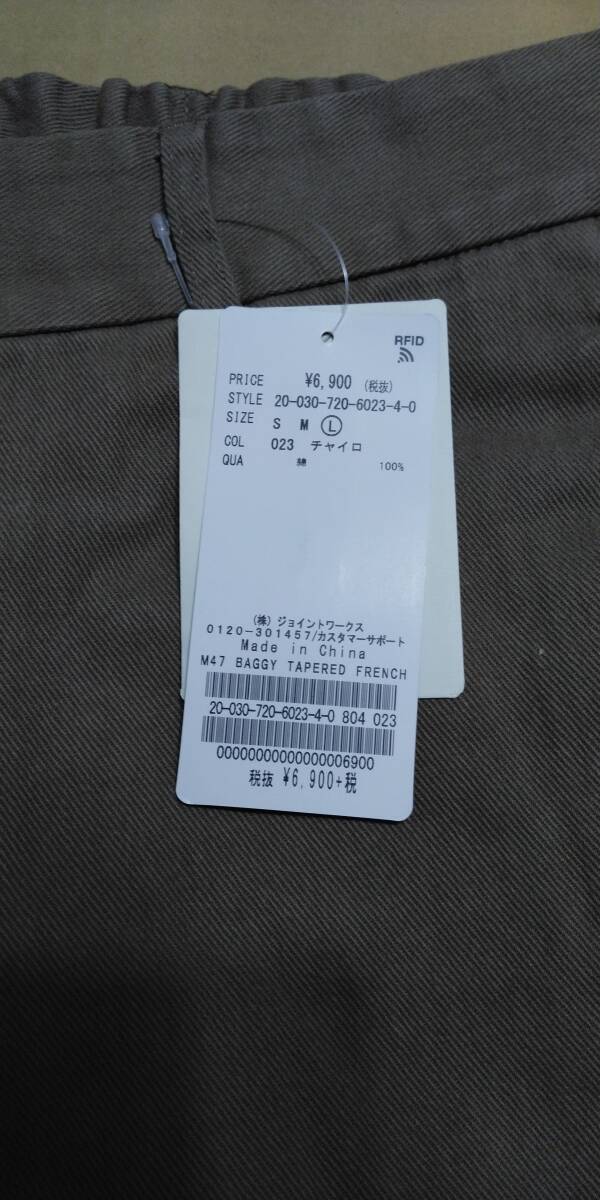 RFID
PRICE ¥6,900 (税抜)
STYLE 20-030-720-6023-4-0
SIZE S M L
COL 023 チャイロ
QUA 綿 100%
(株)ジョイントワークス
0120-301457/カスタマーサポート
Made in China
M47 BAGGY TAPERED FRENCH
20-030-720-6023-4-0 804 023
00000000000000006900
税抜 ¥6,900+税